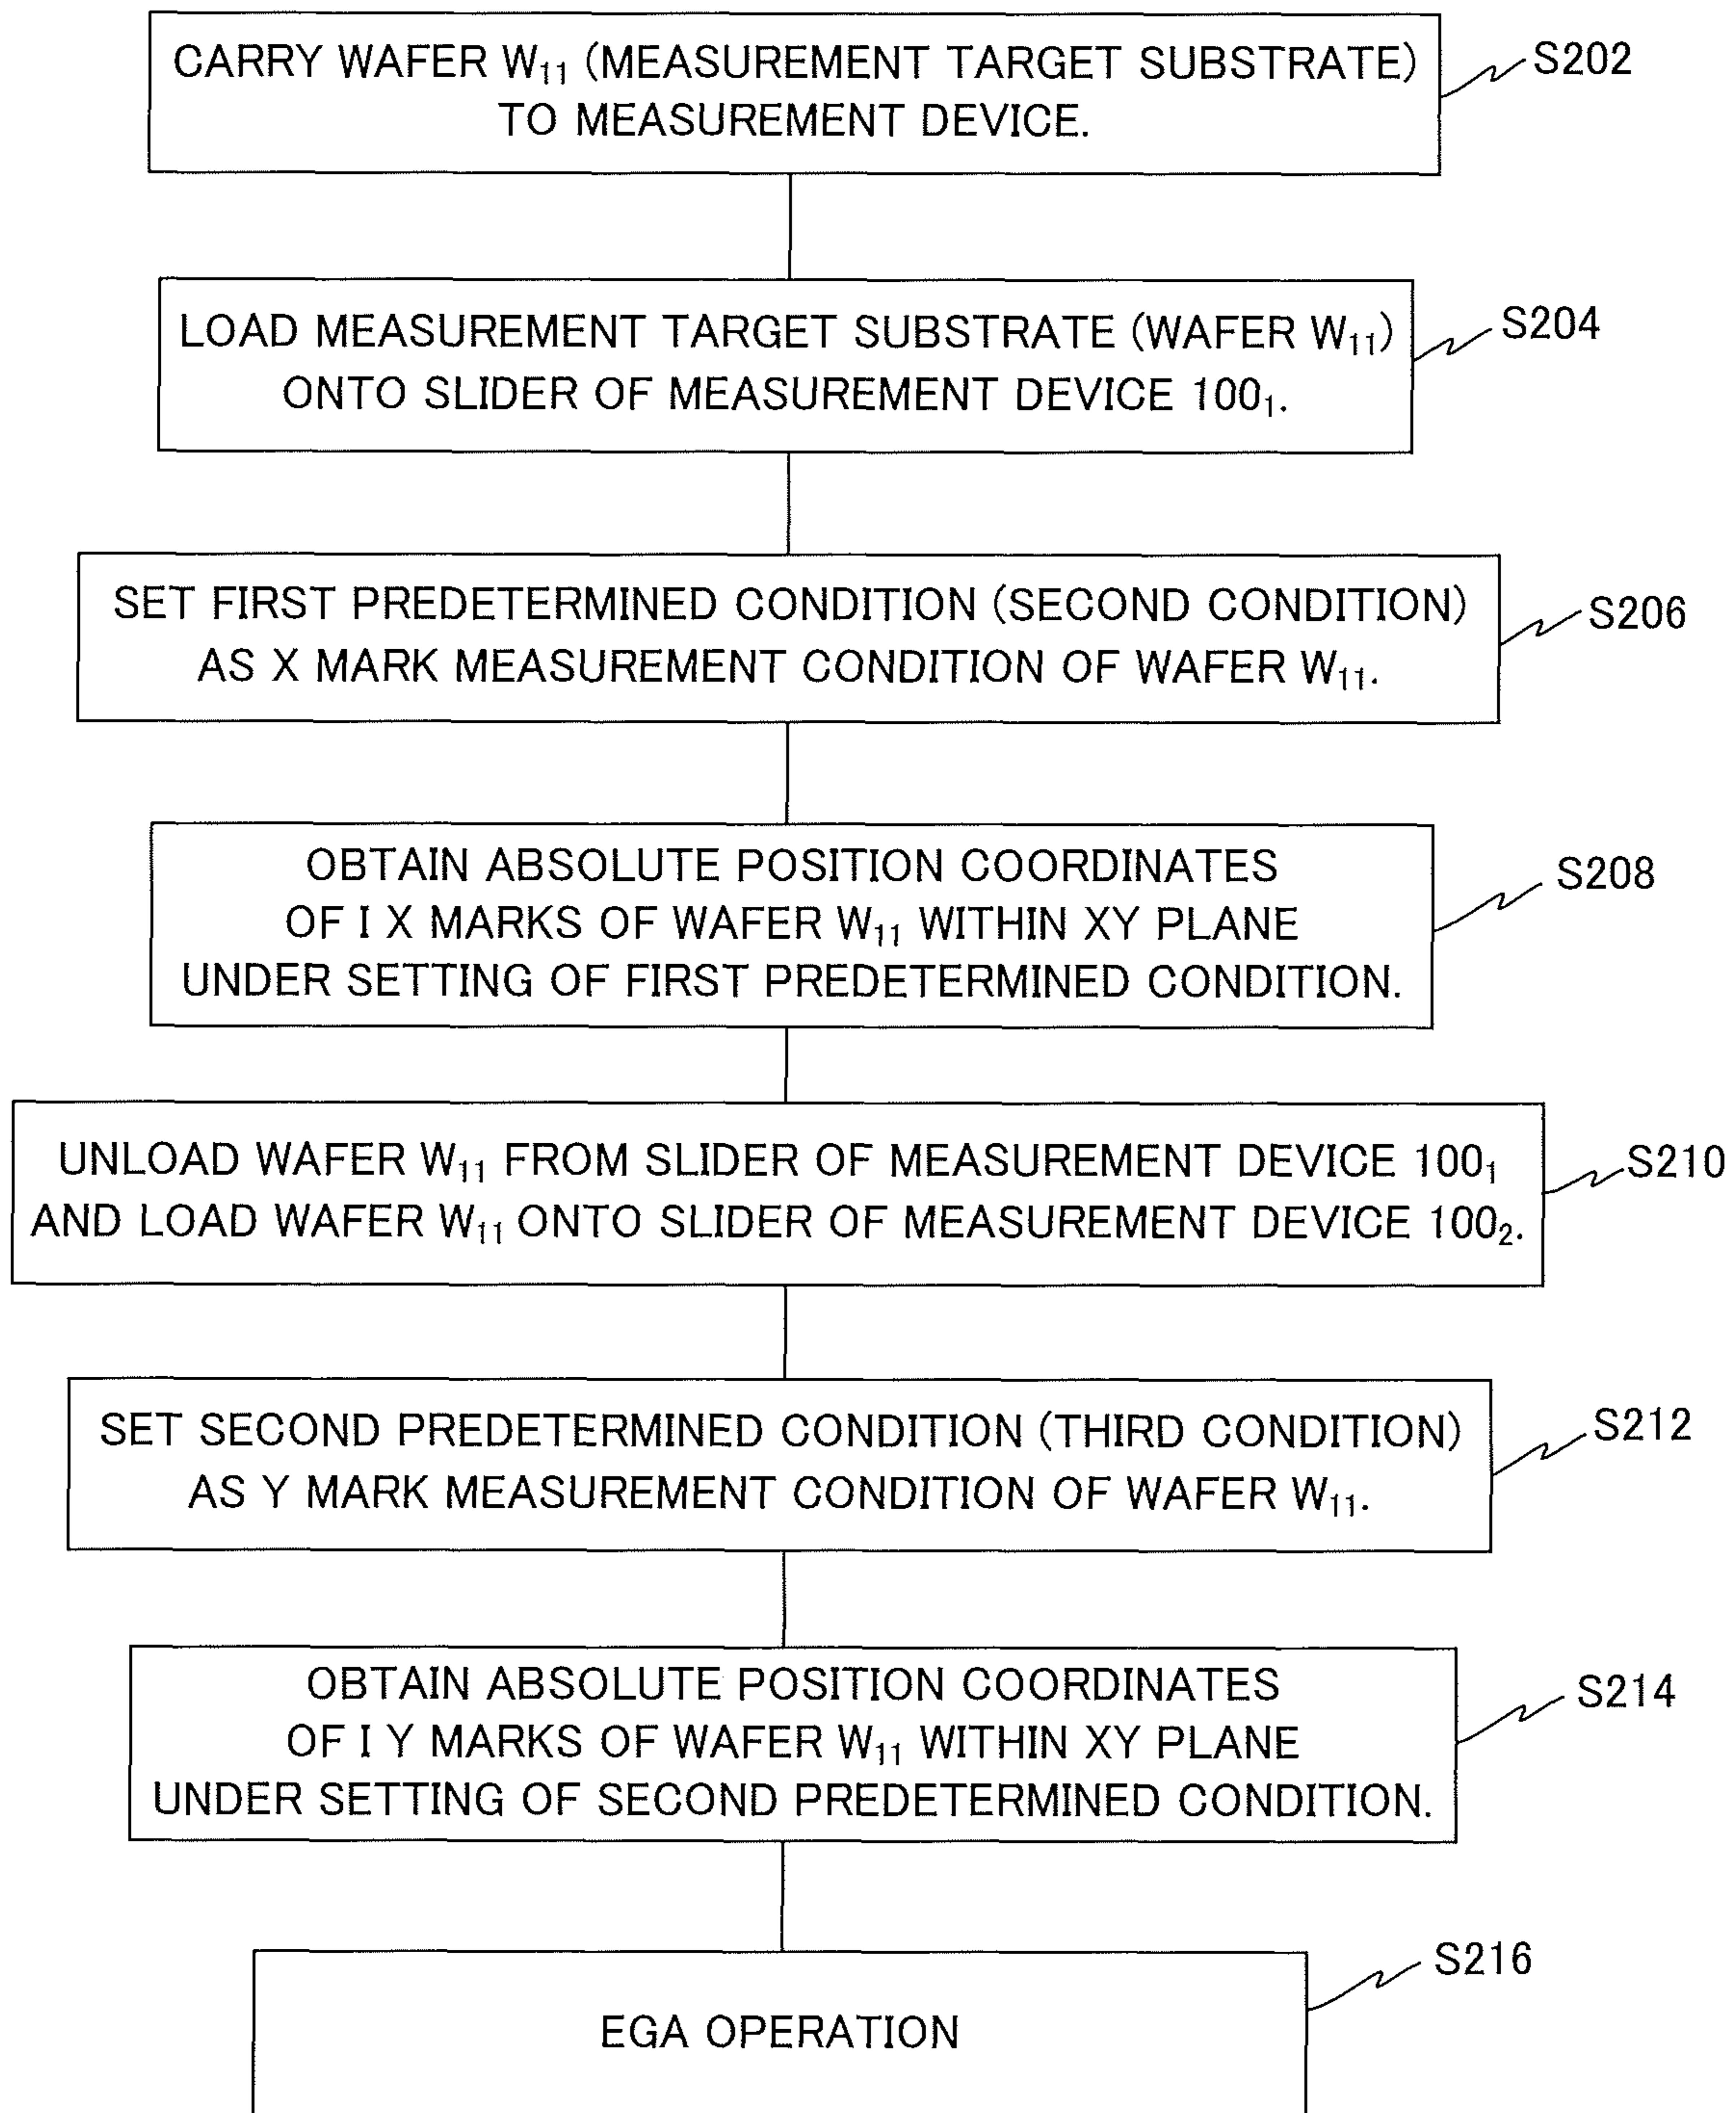 CARRY WAFER W₁₁ (MEASUREMENT TARGET SUBSTRATE)
TO MEASUREMENT DEVICE.
S202
LOAD MEASUREMENT TARGET SUBSTRATE (WAFER W₁₁)
ONTO SLIDER OF MEASUREMENT DEVICE 100₁.
S204
SET FIRST PREDETERMINED CONDITION (SECOND CONDITION)
AS X MARK MEASUREMENT CONDITION OF WAFER W₁₁.
S206
OBTAIN ABSOLUTE POSITION COORDINATES
OF I X MARKS OF WAFER W₁₁ WITHIN XY PLANE
UNDER SETTING OF FIRST PREDETERMINED CONDITION.
S208
UNLOAD WAFER W₁₁ FROM SLIDER OF MEASUREMENT DEVICE 100₁
AND LOAD WAFER W₁₁ ONTO SLIDER OF MEASUREMENT DEVICE 100₂.
S210
SET SECOND PREDETERMINED CONDITION (THIRD CONDITION)
AS Y MARK MEASUREMENT CONDITION OF WAFER W₁₁.
S212
OBTAIN ABSOLUTE POSITION COORDINATES
OF I Y MARKS OF WAFER W₁₁ WITHIN XY PLANE
UNDER SETTING OF SECOND PREDETERMINED CONDITION.
S214
EGA OPERATION
S216